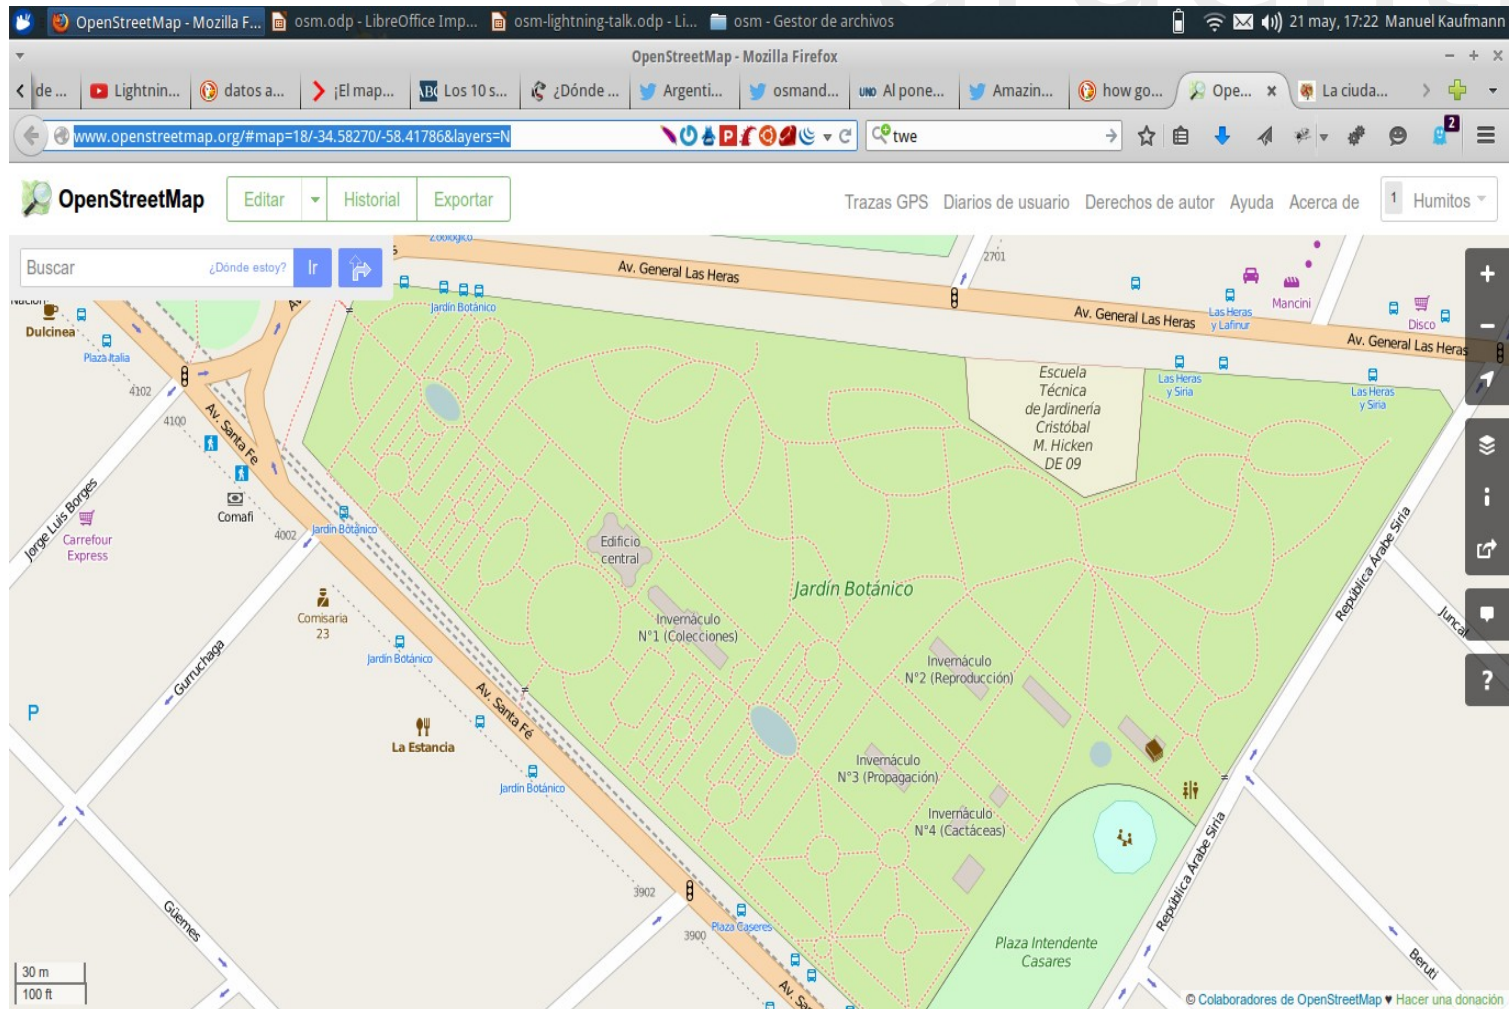 OpenStreetMap - Mozilla F...
osm.odp - LibreOffice Imp...
osm-lightning-talk.odp - Li...
osm - Gestor de archivos
21 may, 17:22 Manuel Kaufmann
OpenStreetMap - Mozilla Firefox
de ...
Lightnin...
datos a...
¡El map...
ABC Los 10 s...
¿Dónde ...
Argenti...
osmand...
UNO Al pone...
Amazin...
how go...
Ope...
La ciuda...
www.openstreetmap.org/#map=18/-34.58270/-58.41786&layers=N
twe
2
OpenStreetMap
Editar
Historial
Exportar
Trazas GPS
Diarios de usuario
Derechos de autor
Ayuda
Acerca de
1 Humitos
Buscar
¿Dónde estoy?
Ir
Zoológico
Av. General Las Heras
2701
Jardín Botánico
Mancini
Las Heras
y Lafinur
Av. General Las Heras
Disco
Av. General Las Heras
Dulcinea
Plaza Italia
4102
4100
Av. Santa Fe
Las Heras
y Siria
Las Heras
y Siria
Escuela
Técnica
de Jardinería
Cristóbal
M. Hicken
DE 09
Jorge Luis Borges
Comafi
Carrefour
Express
4002
Jardín Botánico
Edificio
central
República Árabe Siria
Jardín Botánico
Comisaria
23
Invernáculo
N°1 (Colecciones)
Juncal
Gurruchaga
Jardín Botánico
Invernáculo
N°2 (Reproducción)
P
Av. Santa Fé
La Estancia
Invernáculo
N°3 (Propagación)
Jardín Botánico
Invernáculo
N°4 (Cactáceas)
República Árabe Siria
3902
Güemes
Plaza Caseres
3900
Plaza Intendente
Casares
Beruti
30 m
100 ft
?
© Colaboradores de OpenStreetMap ♥ Hacer una donación